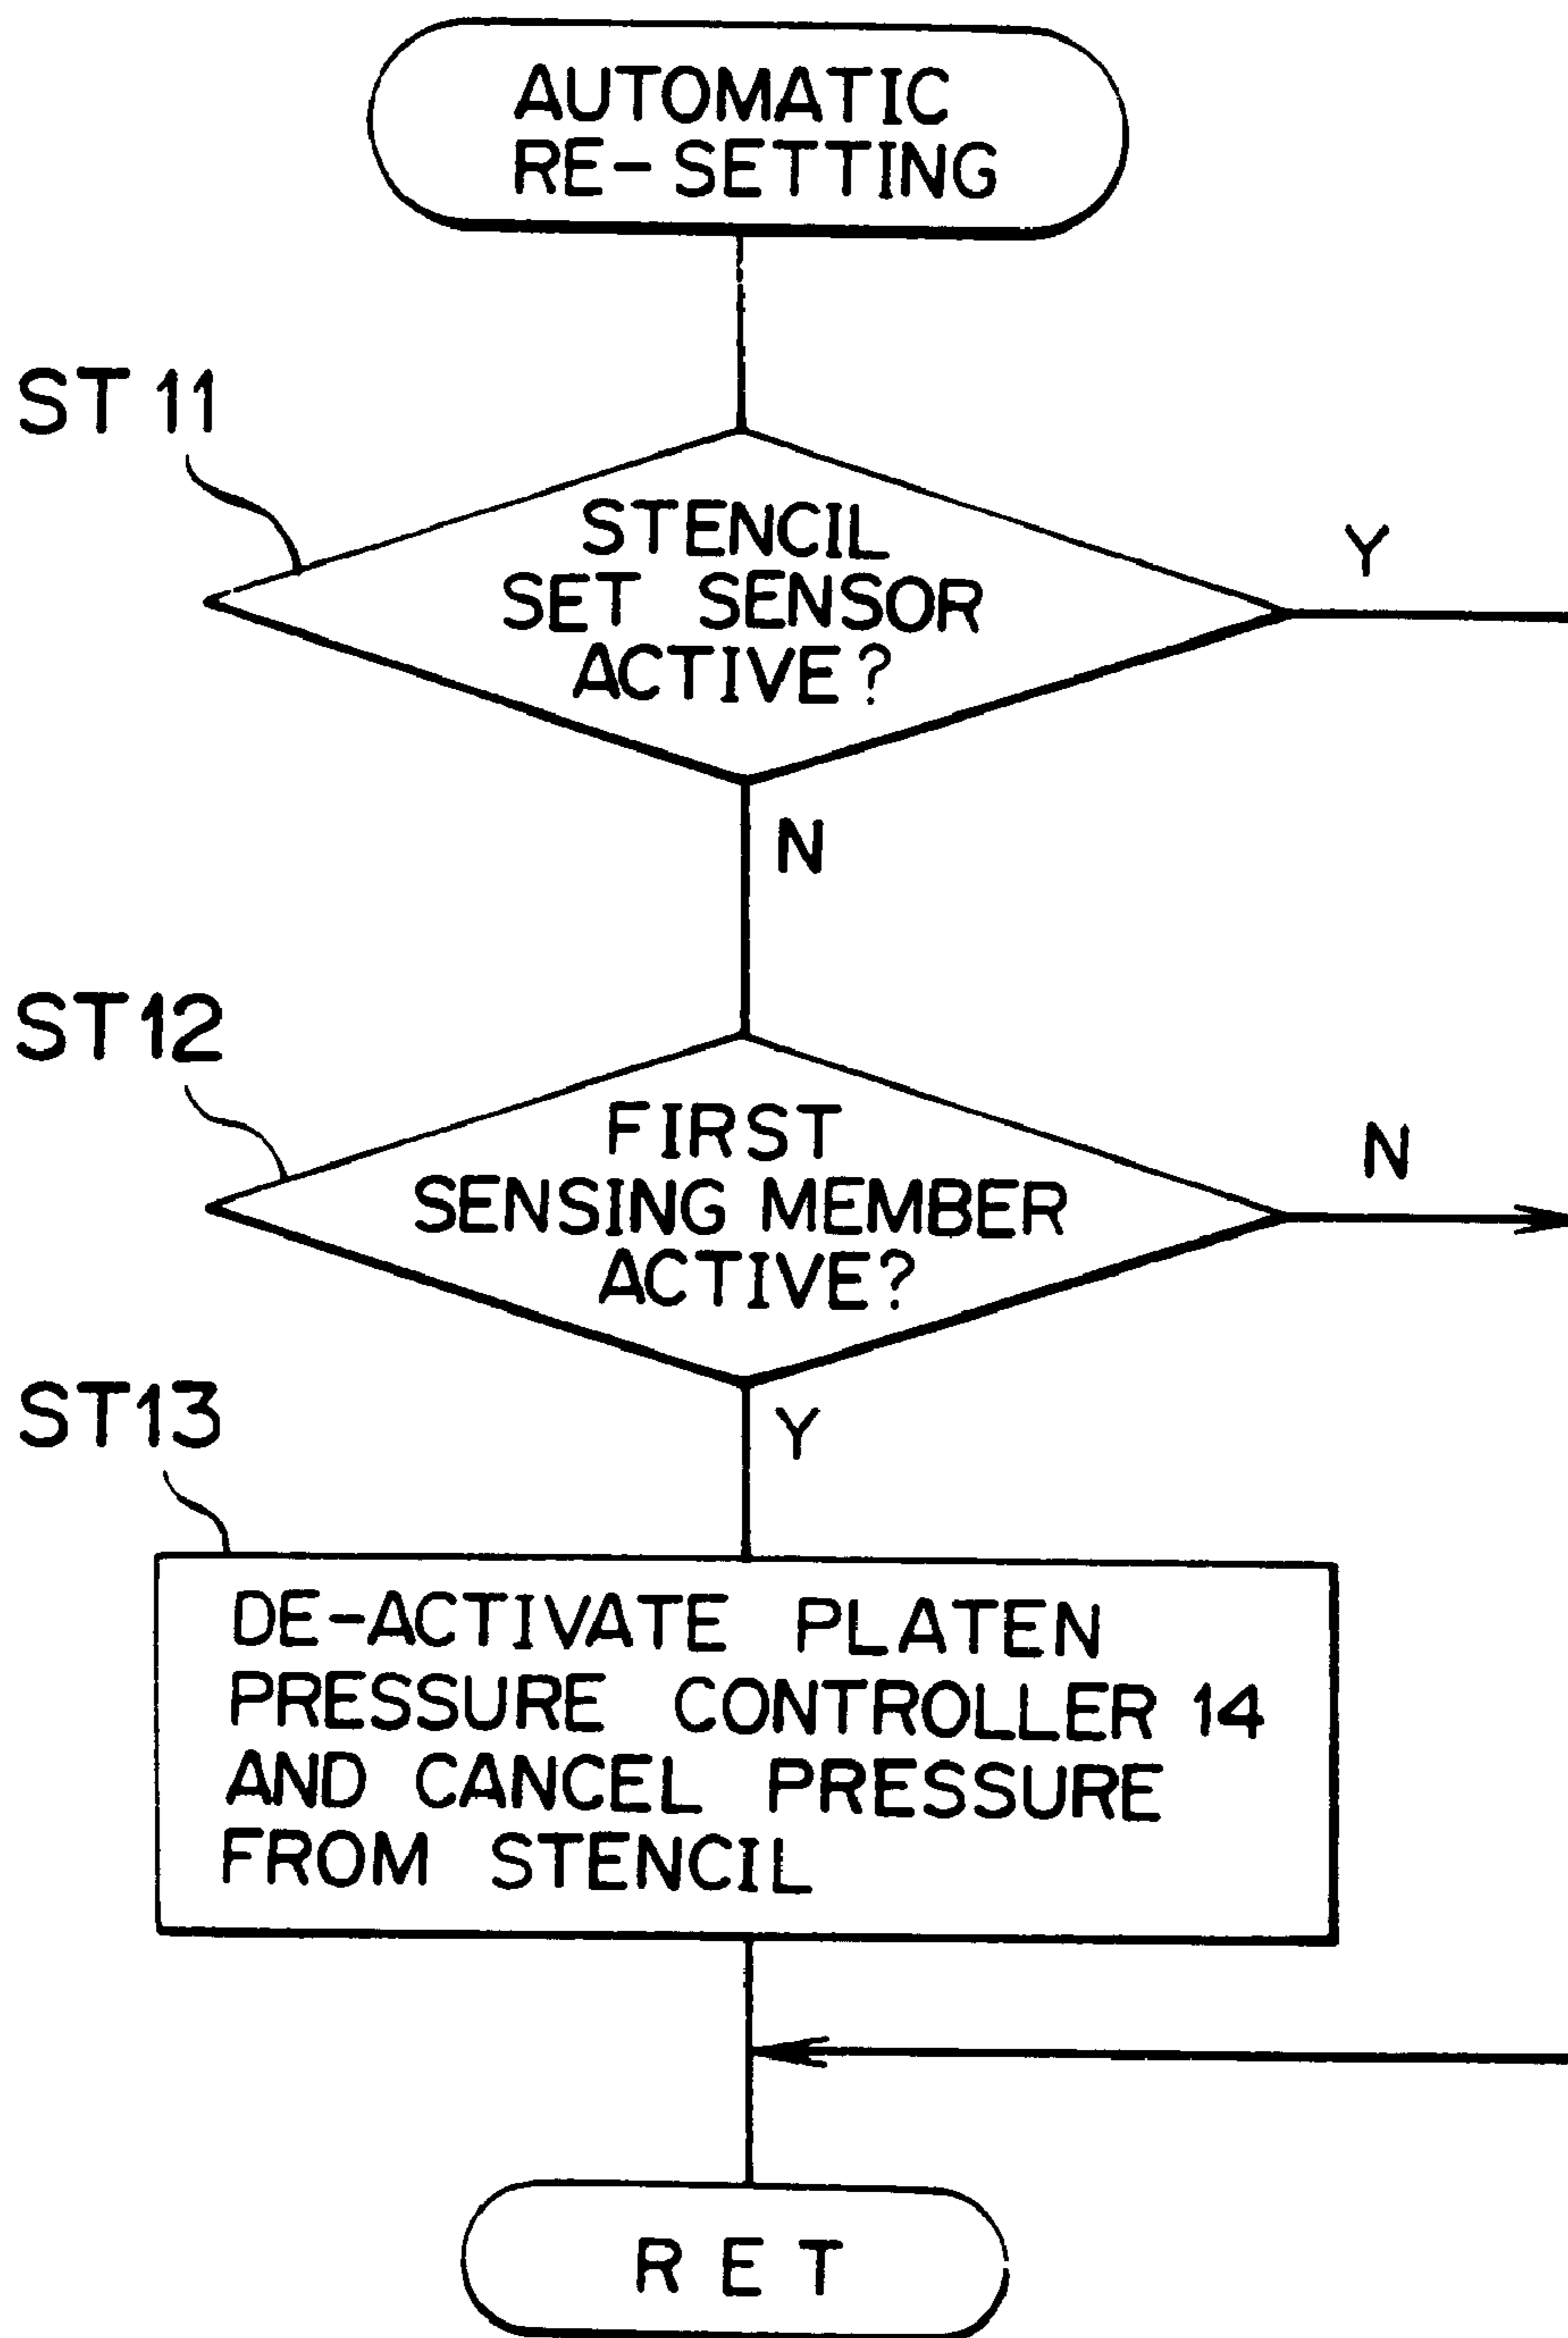 AUTOMATIC
RE-SETTING
ST 11
STENCIL
SET SENSOR
ACTIVE?
Y
N
ST12
FIRST
SENSING MEMBER
ACTIVE?
N
Y
ST13
DE-ACTIVATE PLATEN
PRESSURE CONTROLLER 14
AND CANCEL PRESSURE
FROM STENCIL
RET